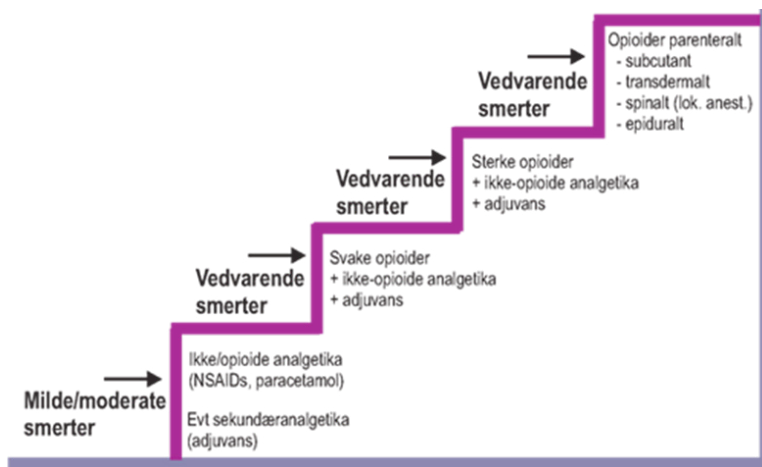 Milde/moderate
smerter
Ikke/opioide analgetika
(NSAIDs, paracetamol)
Evt sekundæranalgetika
(adjuvans)
Vedvarende
smerter
Svake opioider
+ ikke-opioide analgetika
+ adjuvans
Vedvarende
smerter
Sterke opioider
+ ikke-opioide analgetika
+ adjuvans
Vedvarende
smerter
Opioider parenteralt
- subcutant
- transdermalt
- spinalt (lok. anest.)
- epiduralt